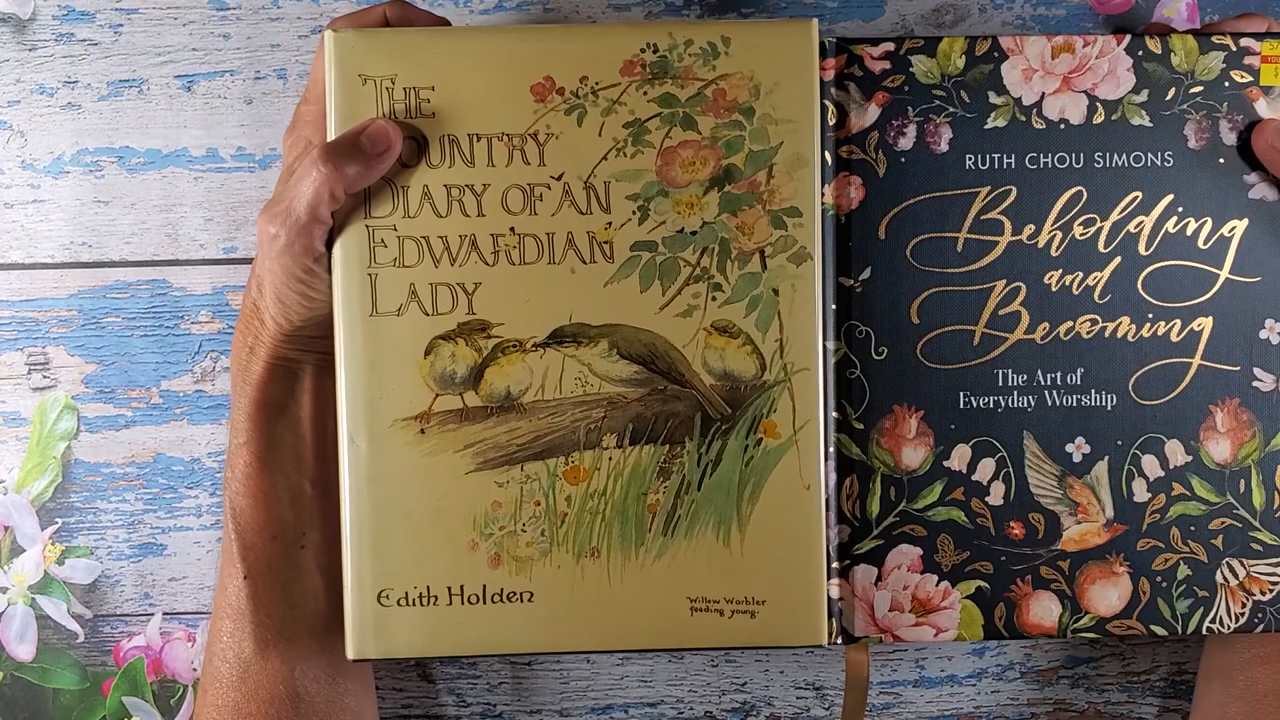 THE
COUNTRY
DIARY OF AN
EDWARDIAN
LADY
Edith Holden
Willow Warbler
feeding young.
RUTH CHOU SIMONS
Beholding
and
Becoming
The Art of
Everyday Worship